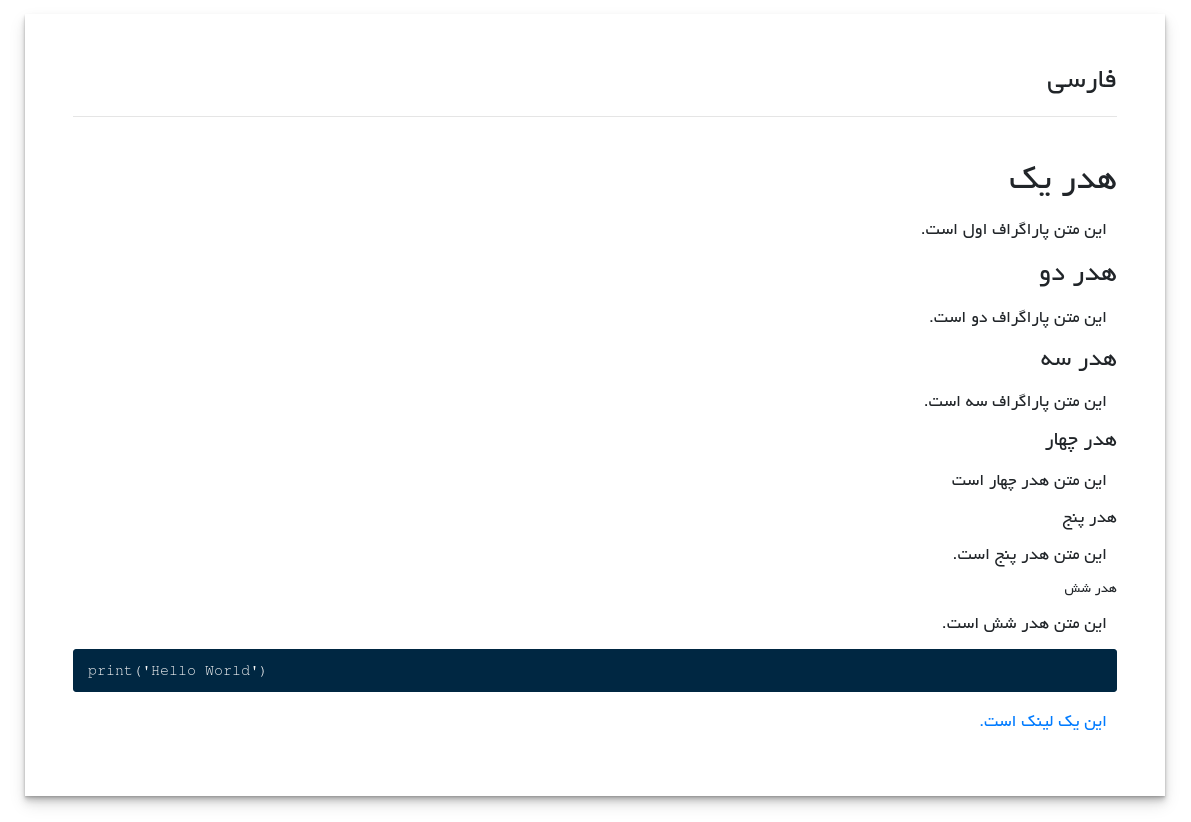 فارسی
هدر یک
این متن پاراگراف اول است.
هدر دو
این متن پاراگراف دو است.
هدر سه
این متن پاراگراف سه است.
هدر چهار
این متن هدر چهار است
هدر پنج
این متن هدر پنج است.
هدر شش
این متن هدر شش است.
print('Hello World')
این یک لینک است.